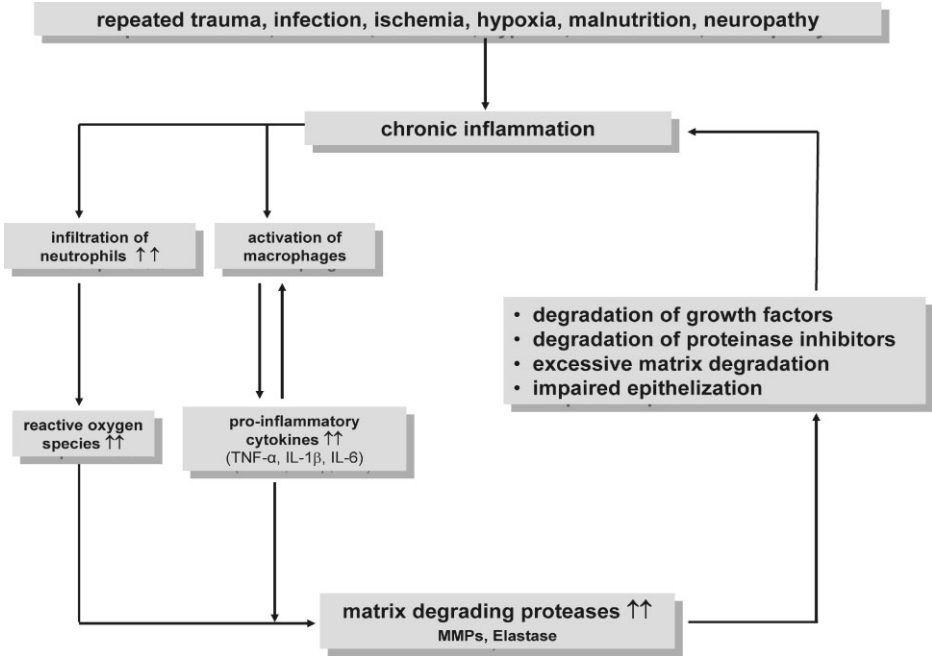 repeated trauma, infection, ischemia, hypoxia, malnutrition, neuropathy
chronic inflammation
infiltration of
neutrophils ↑↑
activation of
macrophages
• degradation of growth factors
• degradation of proteinase inhibitors
• excessive matrix degradation
• impaired epithelization
reactive oxygen
species ↑↑
pro-inflammatory
cytokines ↑↑
(TNF-α, IL-1β, IL-6)
matrix degrading proteases ↑↑
MMPs, Elastase